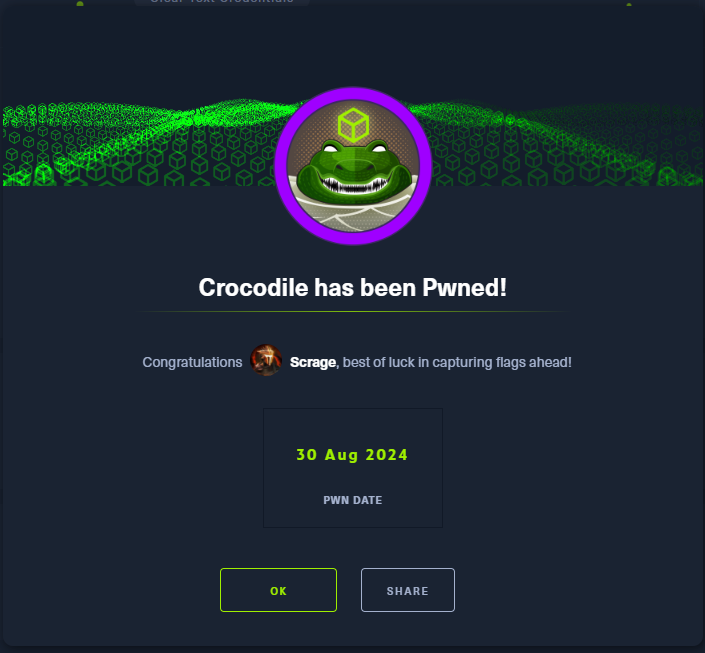 Clear Text Credentials
Crocodile has been Pwned!
Congratulations Scrage, best of luck in capturing flags ahead!
30 Aug 2024
PWN DATE
OK
SHARE